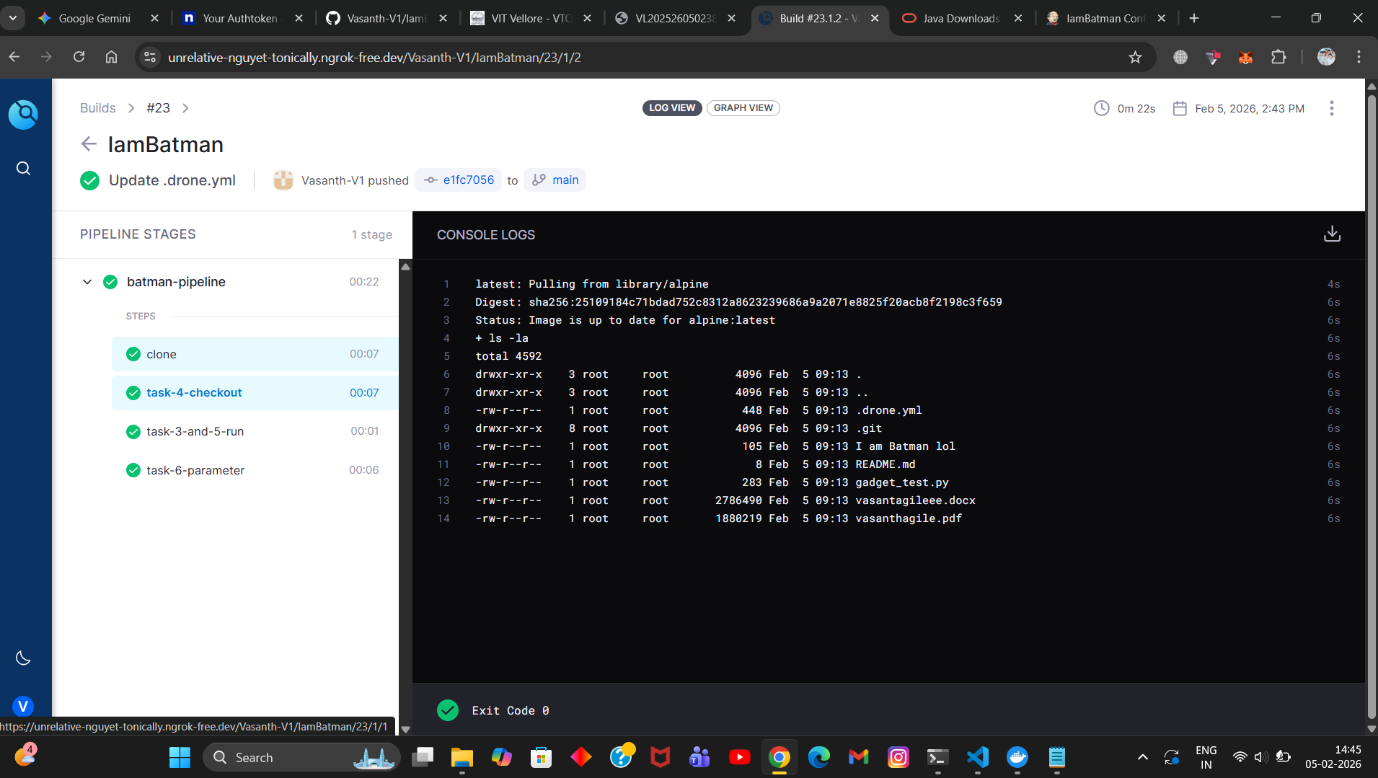 Google Gemini
Your Authtoken
Vasanth-V1/IamI
VIT Vellore - VTC
VL20252605023
Build #23.1.2 - V
Java Downloads
IamBatman Con
unrelative-nguyet-tonically.ngrok-free.dev/Vasanth-V1/IamBatman/23/1/2
Builds > #23 >
LOG VIEW GRAPH VIEW
0m 22s Feb 5, 2026, 2:43 PM
IamBatman
Update .drone.yml Vasanth-V1 pushed e1fc7056 to main
PIPELINE STAGES 1 stage
batman-pipeline 00:22
STEPS
clone 00:07
task-4-checkout 00:07
task-3-and-5-run 00:01
task-6-parameter 00:06
CONSOLE LOGS
1 latest: Pulling from library/alpine 4s
2 Digest: sha256:25109184c71bdad752c8312a8623239686a9a2071e8825f20acb8f2198c3f659 6s
3 Status: Image is up to date for alpine:latest 6s
4 + ls -la 6s
5 total 4592 6s
6 drwxr-xr-x 3 root root 4096 Feb 5 09:13 . 6s
7 drwxr-xr-x 3 root root 4096 Feb 5 09:13 .. 6s
8 -rw-r--r-- 1 root root 448 Feb 5 09:13 .drone.yml 6s
9 drwxr-xr-x 8 root root 4096 Feb 5 09:13 .git 6s
10 -rw-r--r-- 1 root root 105 Feb 5 09:13 I am Batman lol 6s
11 -rw-r--r-- 1 root root 8 Feb 5 09:13 README.md 6s
12 -rw-r--r-- 1 root root 283 Feb 5 09:13 gadget_test.py 6s
13 -rw-r--r-- 1 root root 2786490 Feb 5 09:13 vasantagileee.docx 6s
14 -rw-r--r-- 1 root root 1880219 Feb 5 09:13 vasanthagile.pdf 6s
Exit Code 0
V
https://unrelative-nguyet-tonically.ngrok-free.dev/Vasanth-V1/IamBatman/23/1/1
4
Search
ENG
IN
14:45
05-02-2026